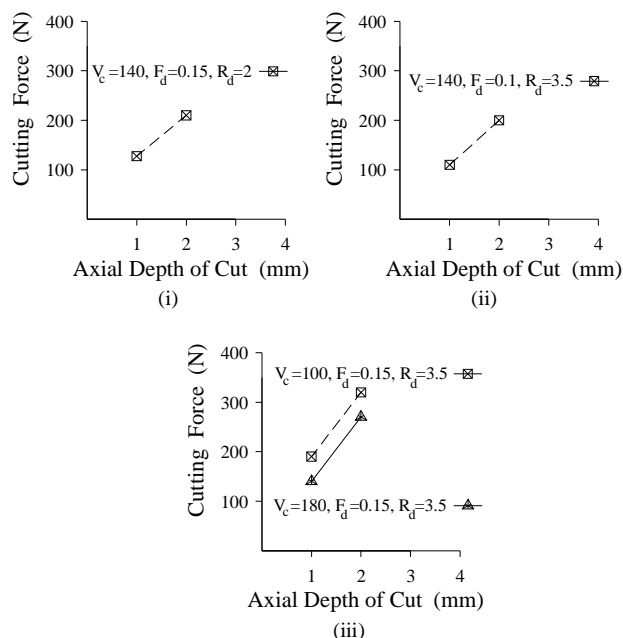 400
300
200
100
Cutting Force (N)
V_c=140, F_d=0.15, R_d=2
1 2 3 4
Axial Depth of Cut (mm)
(i)
400
300
200
100
Cutting Force (N)
V_c=140, F_d=0.1, R_d=3.5
1 2 3 4
Axial Depth of Cut (mm)
(ii)
400
300
200
100
Cutting Force (N)
V_c=100, F_d=0.15, R_d=3.5
V_c=180, F_d=0.15, R_d=3.5
1 2 3 4
Axial Depth of Cut (mm)
(iii)